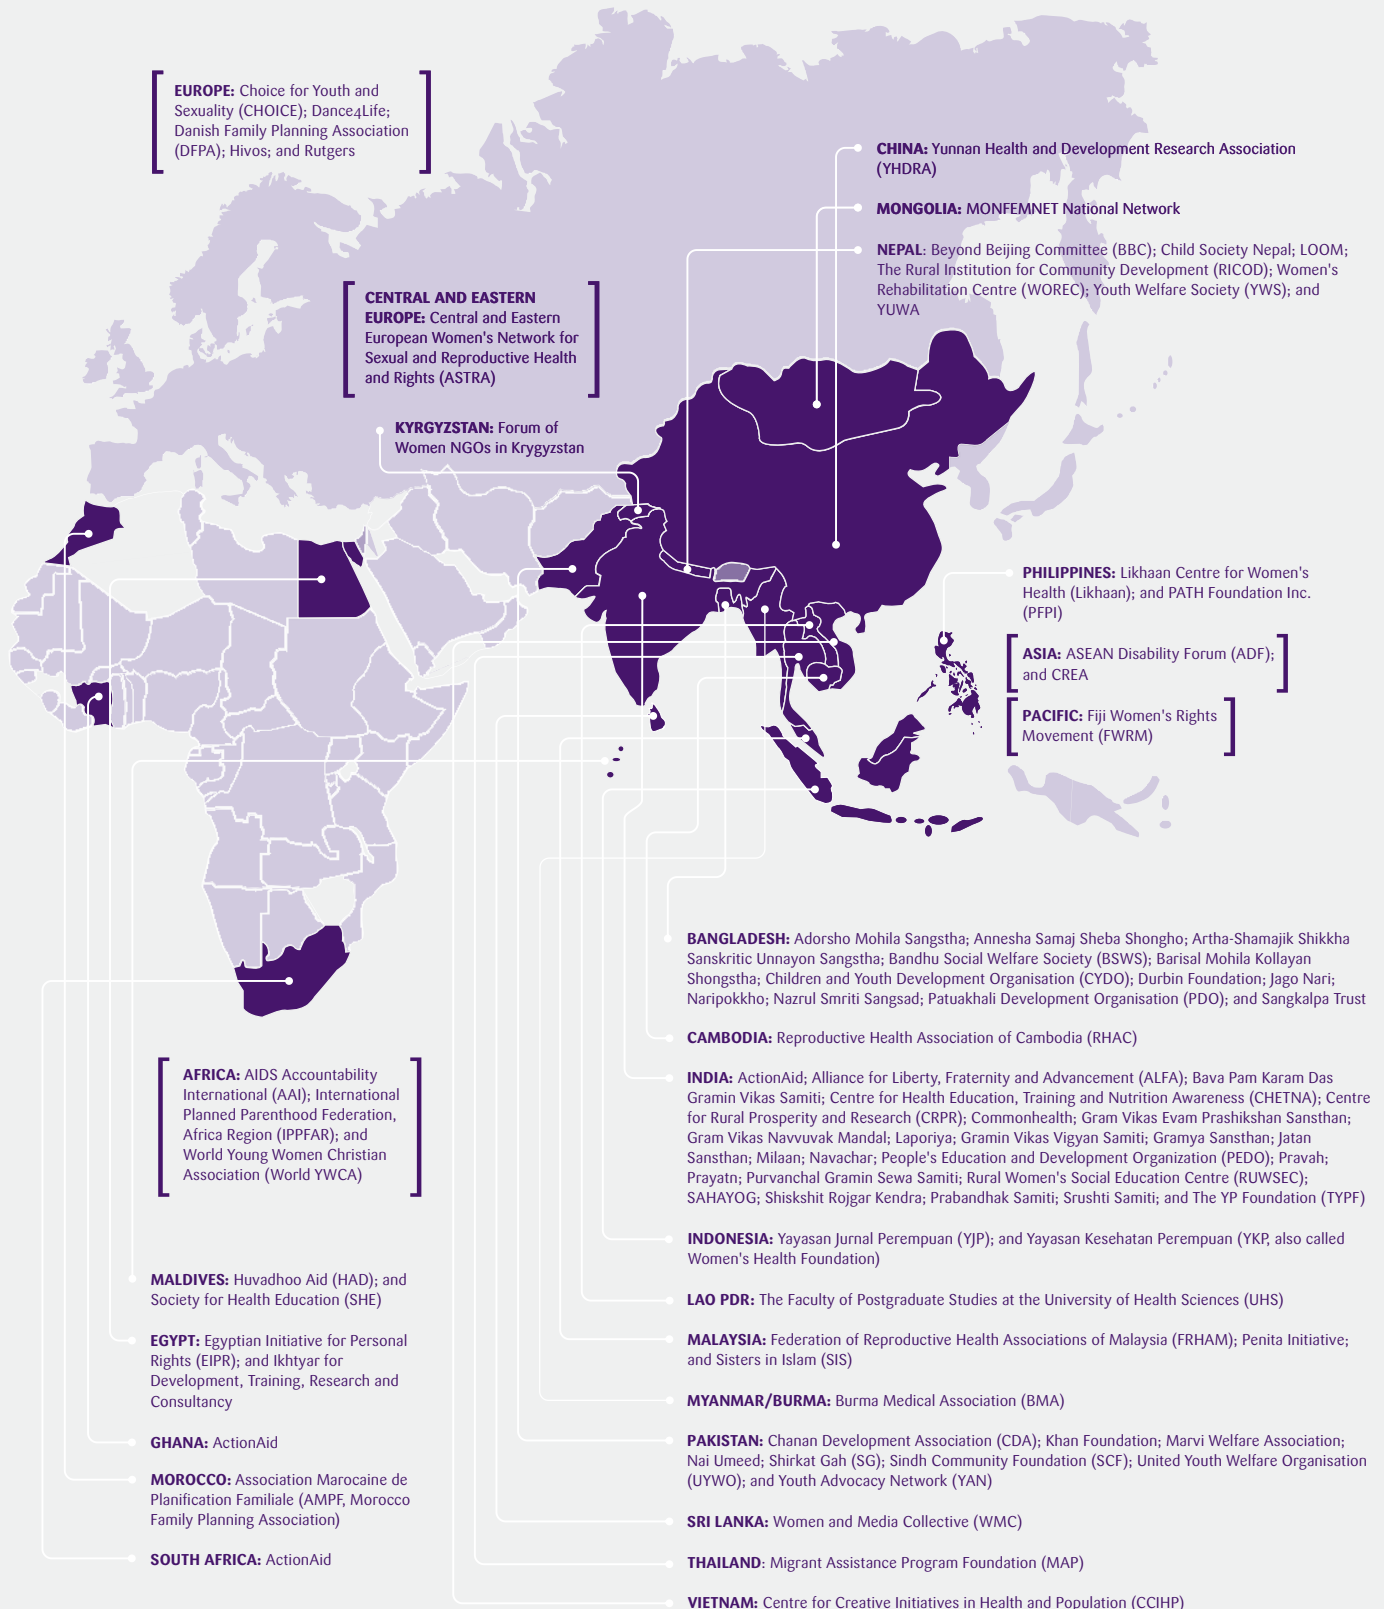 EUROPE: Choice for Youth and
Sexuality (CHOICE); Dance4Life;
Danish Family Planning Association
(DFPA); Hivos; and Rutgers
CHINA: Yunnan Health and Development Research Association
(YHDRA)
MONGOLIA: MONFEMNET National Network
NEPAL: Beyond Beijing Committee (BBC); Child Society Nepal; LOOM;
The Rural Institution for Community Development (RICOD); Women's
Rehabilitation Centre (WOREC); Youth Welfare Society (YWS); and
YUWA
CENTRAL AND EASTERN
EUROPE: Central and Eastern
European Women's Network for
Sexual and Reproductive Health
and Rights (ASTRA)
KYRGYZSTAN: Forum of
Women NGOs in Krygyzstan
PHILIPPINES: Likhaan Centre for Women's
Health (Likhaan); and PATH Foundation Inc.
(PFPI)
ASIA: ASEAN Disability Forum (ADF);
and CREA
PACIFIC: Fiji Women's Rights
Movement (FWRM)
BANGLADESH: Adorsho Mohila Sangstha; Annesha Samaj Sheba Shongho; Artha-Shamajik Shikkha
Sanskritic Unnayon Sangstha; Bandhu Social Welfare Society (BSWS); Barisal Mohila Kollayan
Shongstha; Children and Youth Development Organisation (CYDO); Durbin Foundation; Jago Nari;
Naripokkho; Nazrul Smriti Sangsad; Patuakhali Development Organisation (PDO); and Sangkalpa Trust
CAMBODIA: Reproductive Health Association of Cambodia (RHAC)
INDIA: ActionAid; Alliance for Liberty, Fraternity and Advancement (ALFA); Bava Pam Karam Das
Gramin Vikas Samiti; Centre for Health Education, Training and Nutrition Awareness (CHETNA); Centre
for Rural Prosperity and Research (CRPR); Commonhealth; Gram Vikas Evam Prashikshan Sansthan;
Gram Vikas Navvuvak Mandal; Laporiya; Gramin Vikas Vigyan Samiti; Gramya Sansthan; Jatan
Sansthan; Milaan; Navachar; People's Education and Development Organization (PEDO); Pravah;
Prayatn; Purvanchal Gramin Sewa Samiti; Rural Women's Social Education Centre (RUWSEC);
SAHAYOG; Shiskshit Rojgar Kendra; Prabandhak Samiti; Srushti Samiti; and The YP Foundation (TYPF)
INDONESIA: Yayasan Jurnal Perempuan (YJP); and Yayasan Kesehatan Perempuan (YKP, also called
Women's Health Foundation)
LAO PDR: The Faculty of Postgraduate Studies at the University of Health Sciences (UHS)
MALAYSIA: Federation of Reproductive Health Associations of Malaysia (FRHAM); Penita Initiative;
and Sisters in Islam (SIS)
MYANMAR/BURMA: Burma Medical Association (BMA)
PAKISTAN: Chanan Development Association (CDA); Khan Foundation; Marvi Welfare Association;
Nai Umeed; Shirkat Gah (SG); Sindh Community Foundation (SCF); United Youth Welfare Organisation
(UYWO); and Youth Advocacy Network (YAN)
SRI LANKA: Women and Media Collective (WMC)
THAILAND: Migrant Assistance Program Foundation (MAP)
VIETNAM: Centre for Creative Initiatives in Health and Population (CCIHP)
AFRICA: AIDS Accountability
International (AAI); International
Planned Parenthood Federation,
Africa Region (IPPFAR); and
World Young Women Christian
Association (World YWCA)
MALDIVES: Huvadhoo Aid (HAD); and
Society for Health Education (SHE)
EGYPT: Egyptian Initiative for Personal
Rights (EIPR); and Ikhtyar for
Development, Training, Research and
Consultancy
GHANA: ActionAid
MOROCCO: Association Marocaine de
Planification Familiale (AMPF, Morocco
Family Planning Association)
SOUTH AFRICA: ActionAid